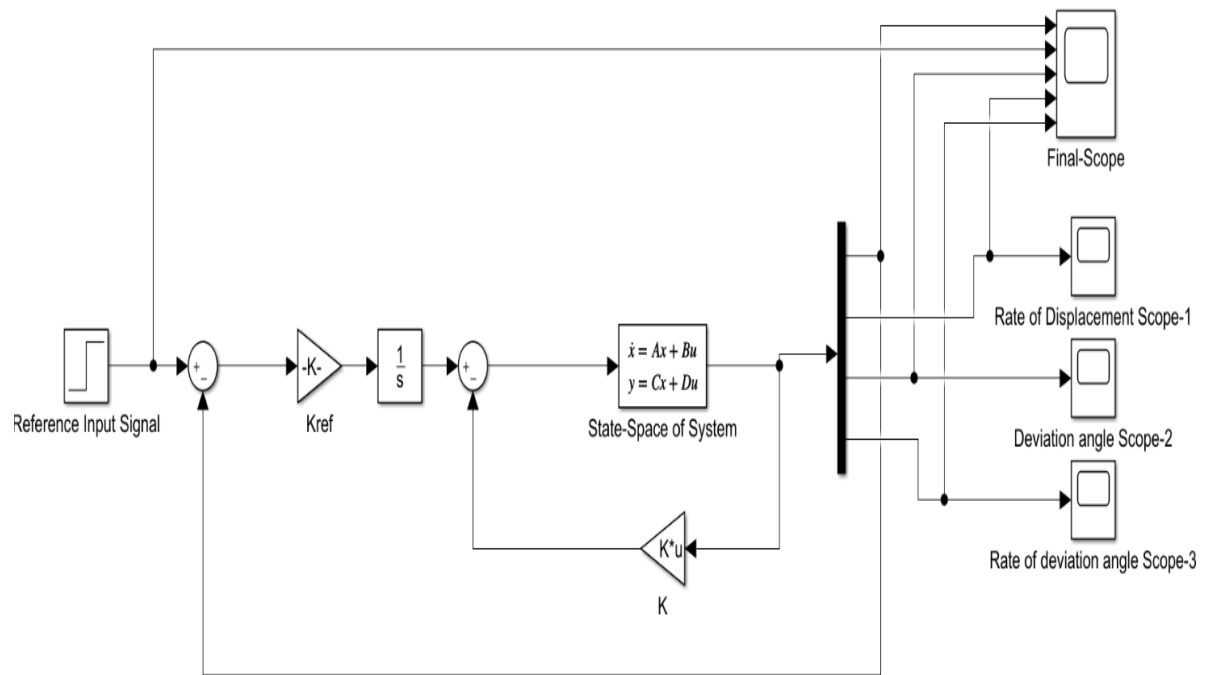 Final-Scope
Rate of Displacement Scope-1
Reference Input Signal
+
−
-K-
Kref
1
s
+
−
ẋ = Ax + Bu
y = Cx + Du
State-Space of System
Deviation angle Scope-2
K*u
K
Rate of deviation angle Scope-3